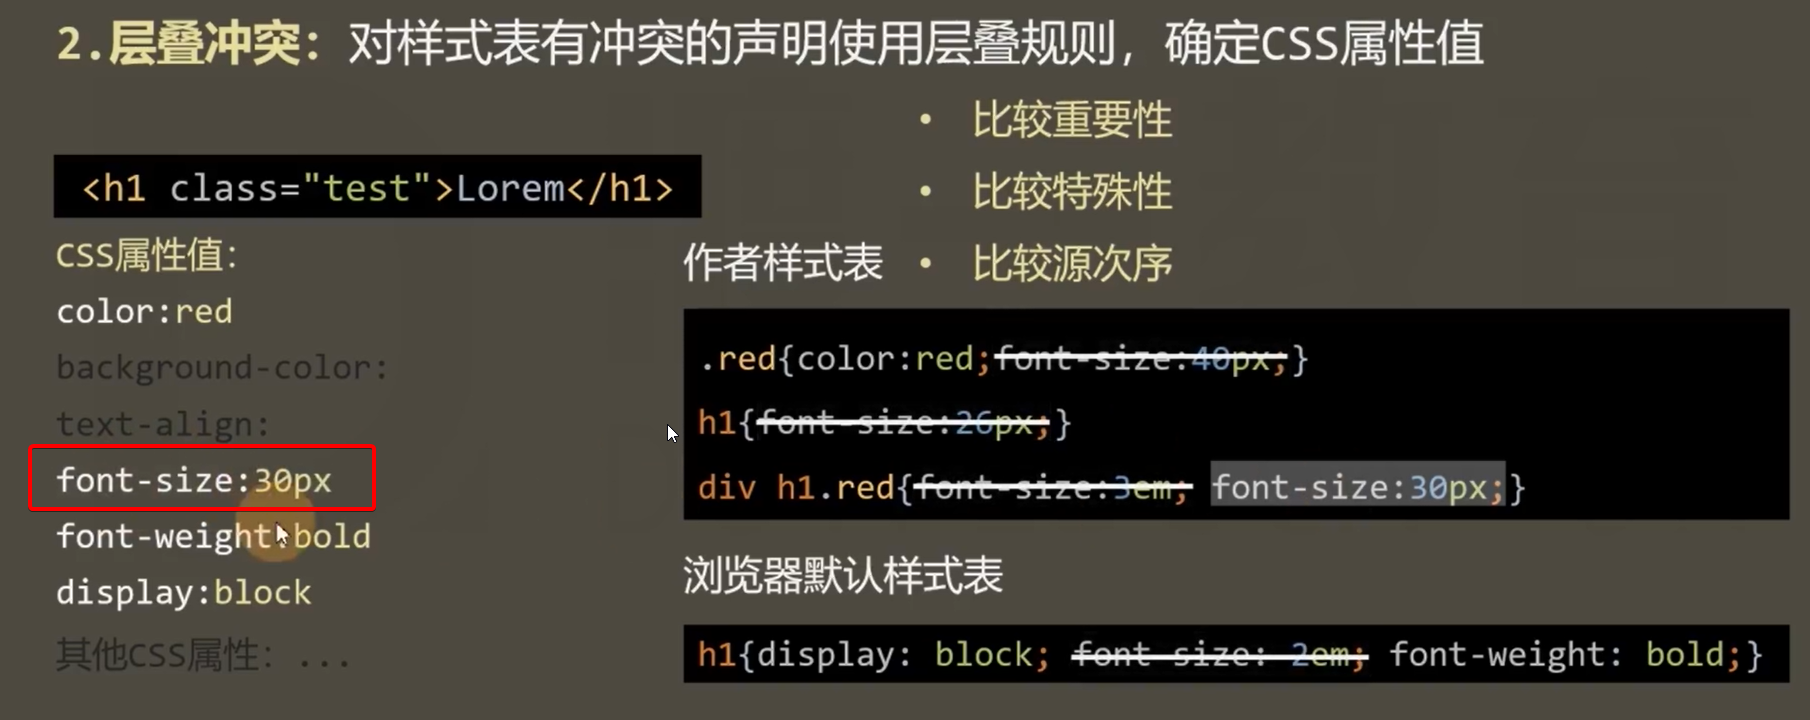 2.层叠冲突：对样式表有冲突的声明使用层叠规则，确定CSS属性值
• 比较重要性
• 比较特殊性
• 比较源次序
<h1 class="test">Lorem</h1>
CSS属性值：
color:red
background-color:
text-align:
font-size:30px
font-weight:bold
display:block
其他CSS属性：...
作者样式表
.red{color:red;font-size:40px;}
h1{font-size:26px;}
div h1.red{font-size:3em; font-size:30px;}
浏览器默认样式表
h1{display: block; font-size: 2em; font-weight: bold;}